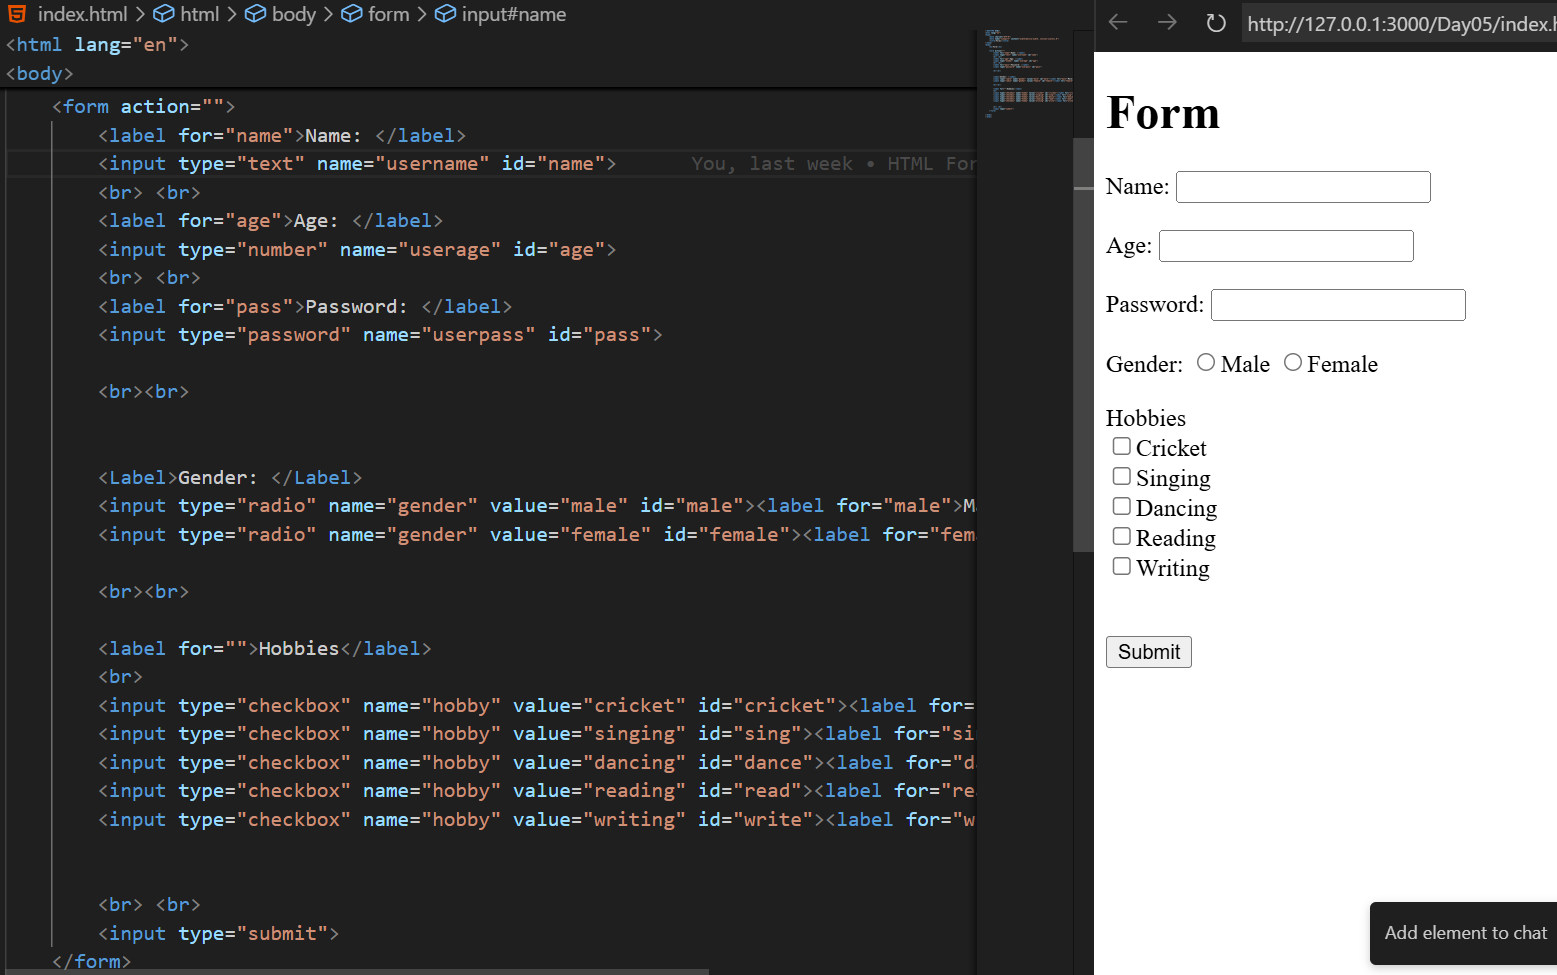 index.html > html > body > form > input#name
<html lang="en">
<body>
<form action="">
<label for="name">Name: </label>
<input type="text" name="username" id="name"> You, last week • HTML For
<br> <br>
<label for="age">Age: </label>
<input type="number" name="userage" id="age">
<br> <br>
<label for="pass">Password: </label>
<input type="password" name="userpass" id="pass">
<br><br>
<Label>Gender: </Label>
<input type="radio" name="gender" value="male" id="male"><label for="male">Ma
<input type="radio" name="gender" value="female" id="female"><label for="fem
<br><br>
<label for="">Hobbies</label>
<br>
<input type="checkbox" name="hobby" value="cricket" id="cricket"><label for=
<input type="checkbox" name="hobby" value="singing" id="sing"><label for="si
<input type="checkbox" name="hobby" value="dancing" id="dance"><label for="d
<input type="checkbox" name="hobby" value="reading" id="read"><label for="re
<input type="checkbox" name="hobby" value="writing" id="write"><label for="w
<br> <br>
<input type="submit">
</form>
http://127.0.0.1:3000/Day05/index.h
Form
Name:
Age:
Password:
Gender: Male Female
Hobbies
Cricket
Singing
Dancing
Reading
Writing
Submit
Add element to chat